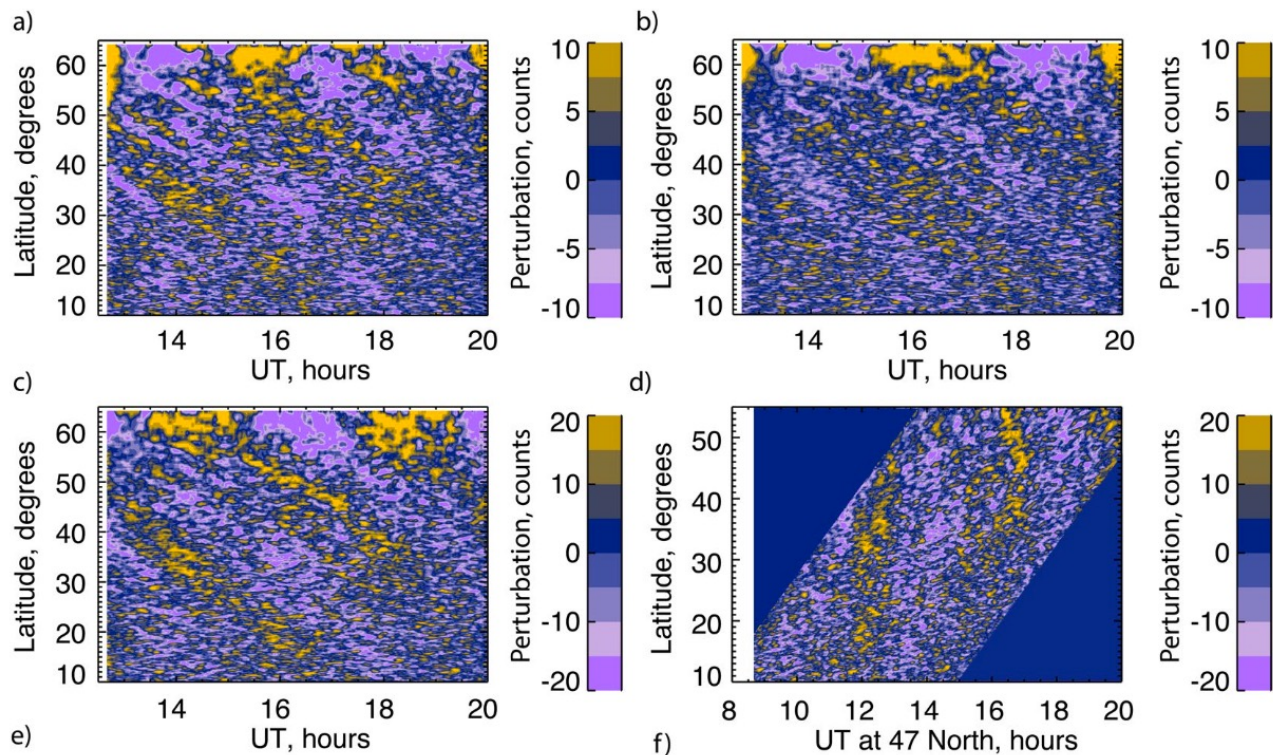 a)
60
50
40
30
20
10
Latitude, degrees
14 16 18 20
UT, hours
10
5
0
-5
-10
Perturbation, counts
b)
60
50
40
30
20
10
Latitude, degrees
14 16 18 20
UT, hours
10
5
0
-5
-10
Perturbation, counts
c)
60
50
40
30
20
10
Latitude, degrees
14 16 18 20
UT, hours
20
10
0
-10
-20
Perturbation, counts
d)
50
40
30
20
10
Latitude, degrees
8 10 12 14 16 18 20
UT at 47 North, hours
20
10
0
-10
-20
Perturbation, counts
e)
f)